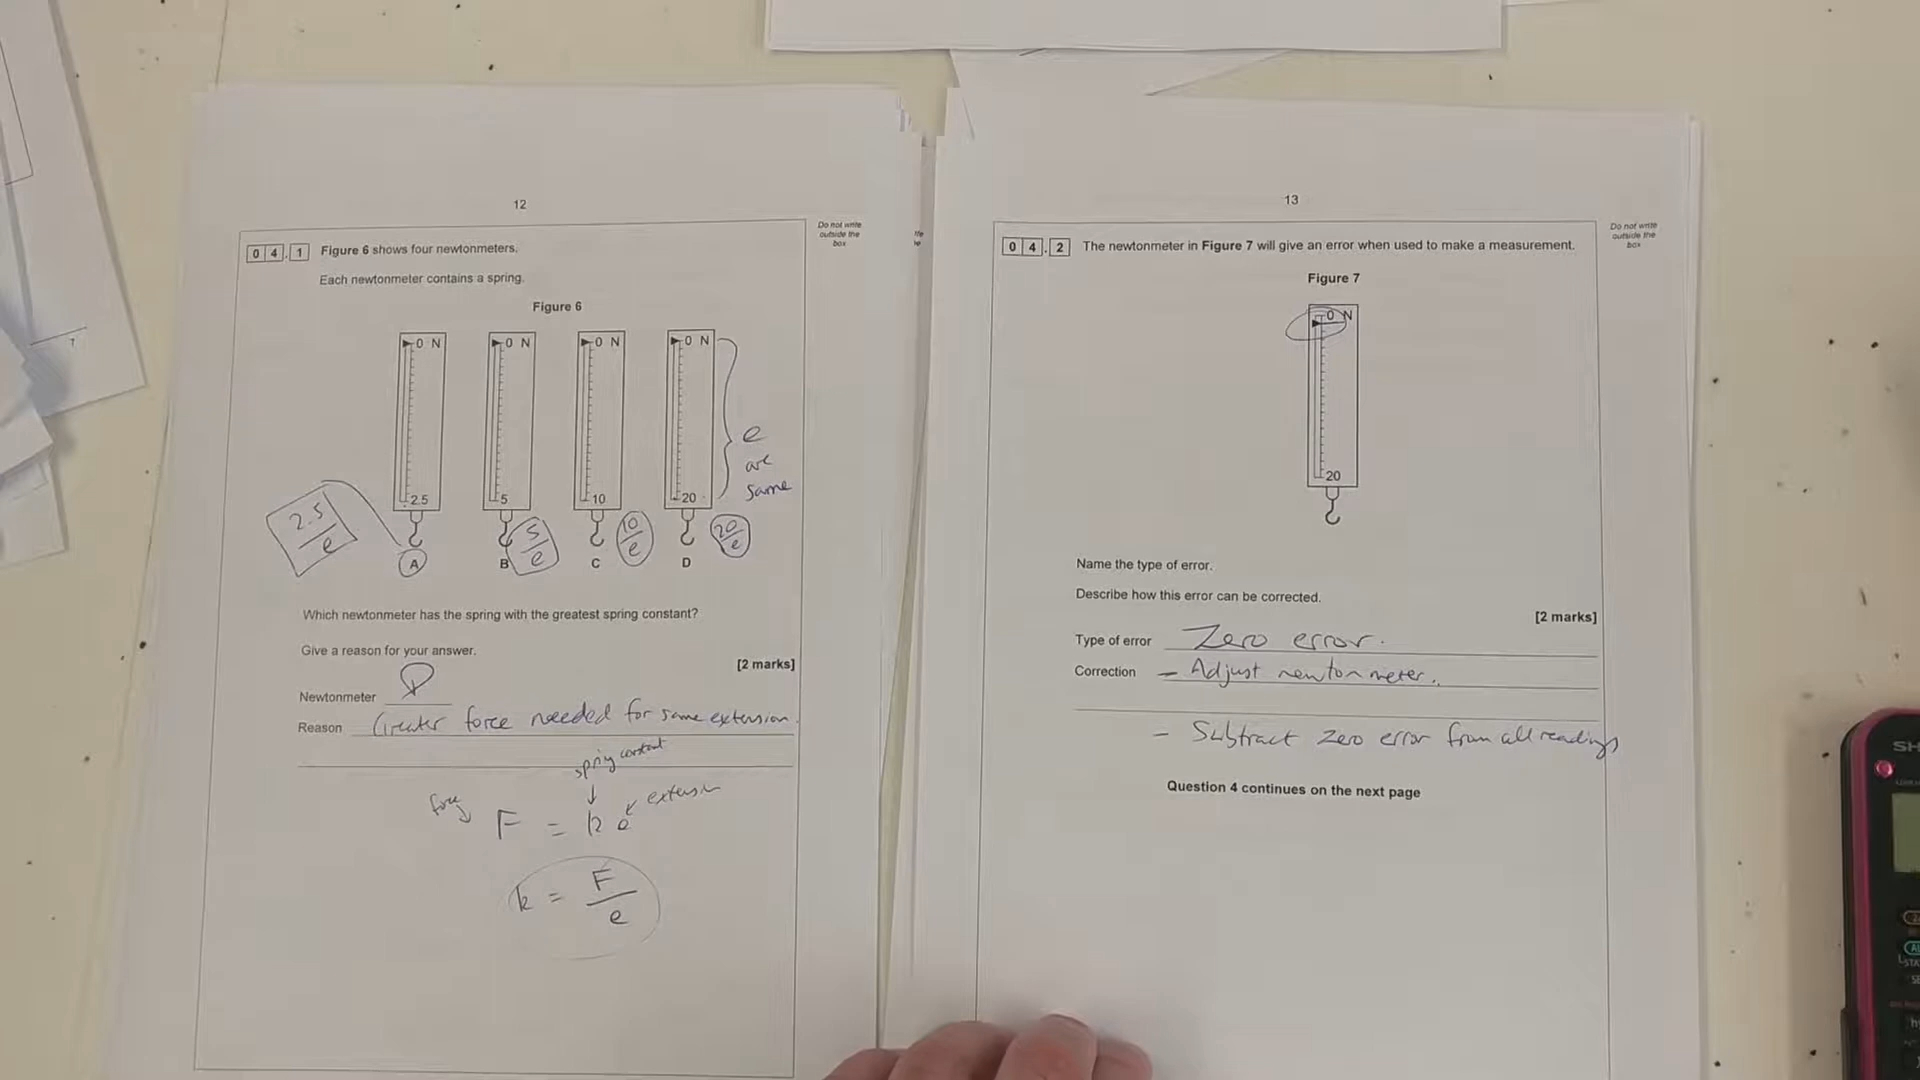 12
Do not write
outside the
box
0 4 . 1 Figure 6 shows four newtonmeters.
Each newtonmeter contains a spring.
Figure 6
0 N 0 N 0 N 0 N
e
are
same
2.5 5 10 20
2.5/e 5/e 10/e 20/e
A B C D
Which newtonmeter has the spring with the greatest spring constant?
Give a reason for your answer.
[2 marks]
Newtonmeter D
Reason Greater force needed for same extension.
spring constant
force extension
F = k e
k = F/e
13
Do not write
outside the
box
0 4 . 2 The newtonmeter in Figure 7 will give an error when used to make a measurement.
Figure 7
0 N
20
Name the type of error.
Describe how this error can be corrected.
[2 marks]
Type of error Zero error.
Correction – Adjust newtonmeter.
– Subtract zero error from all readings
Question 4 continues on the next page
SH